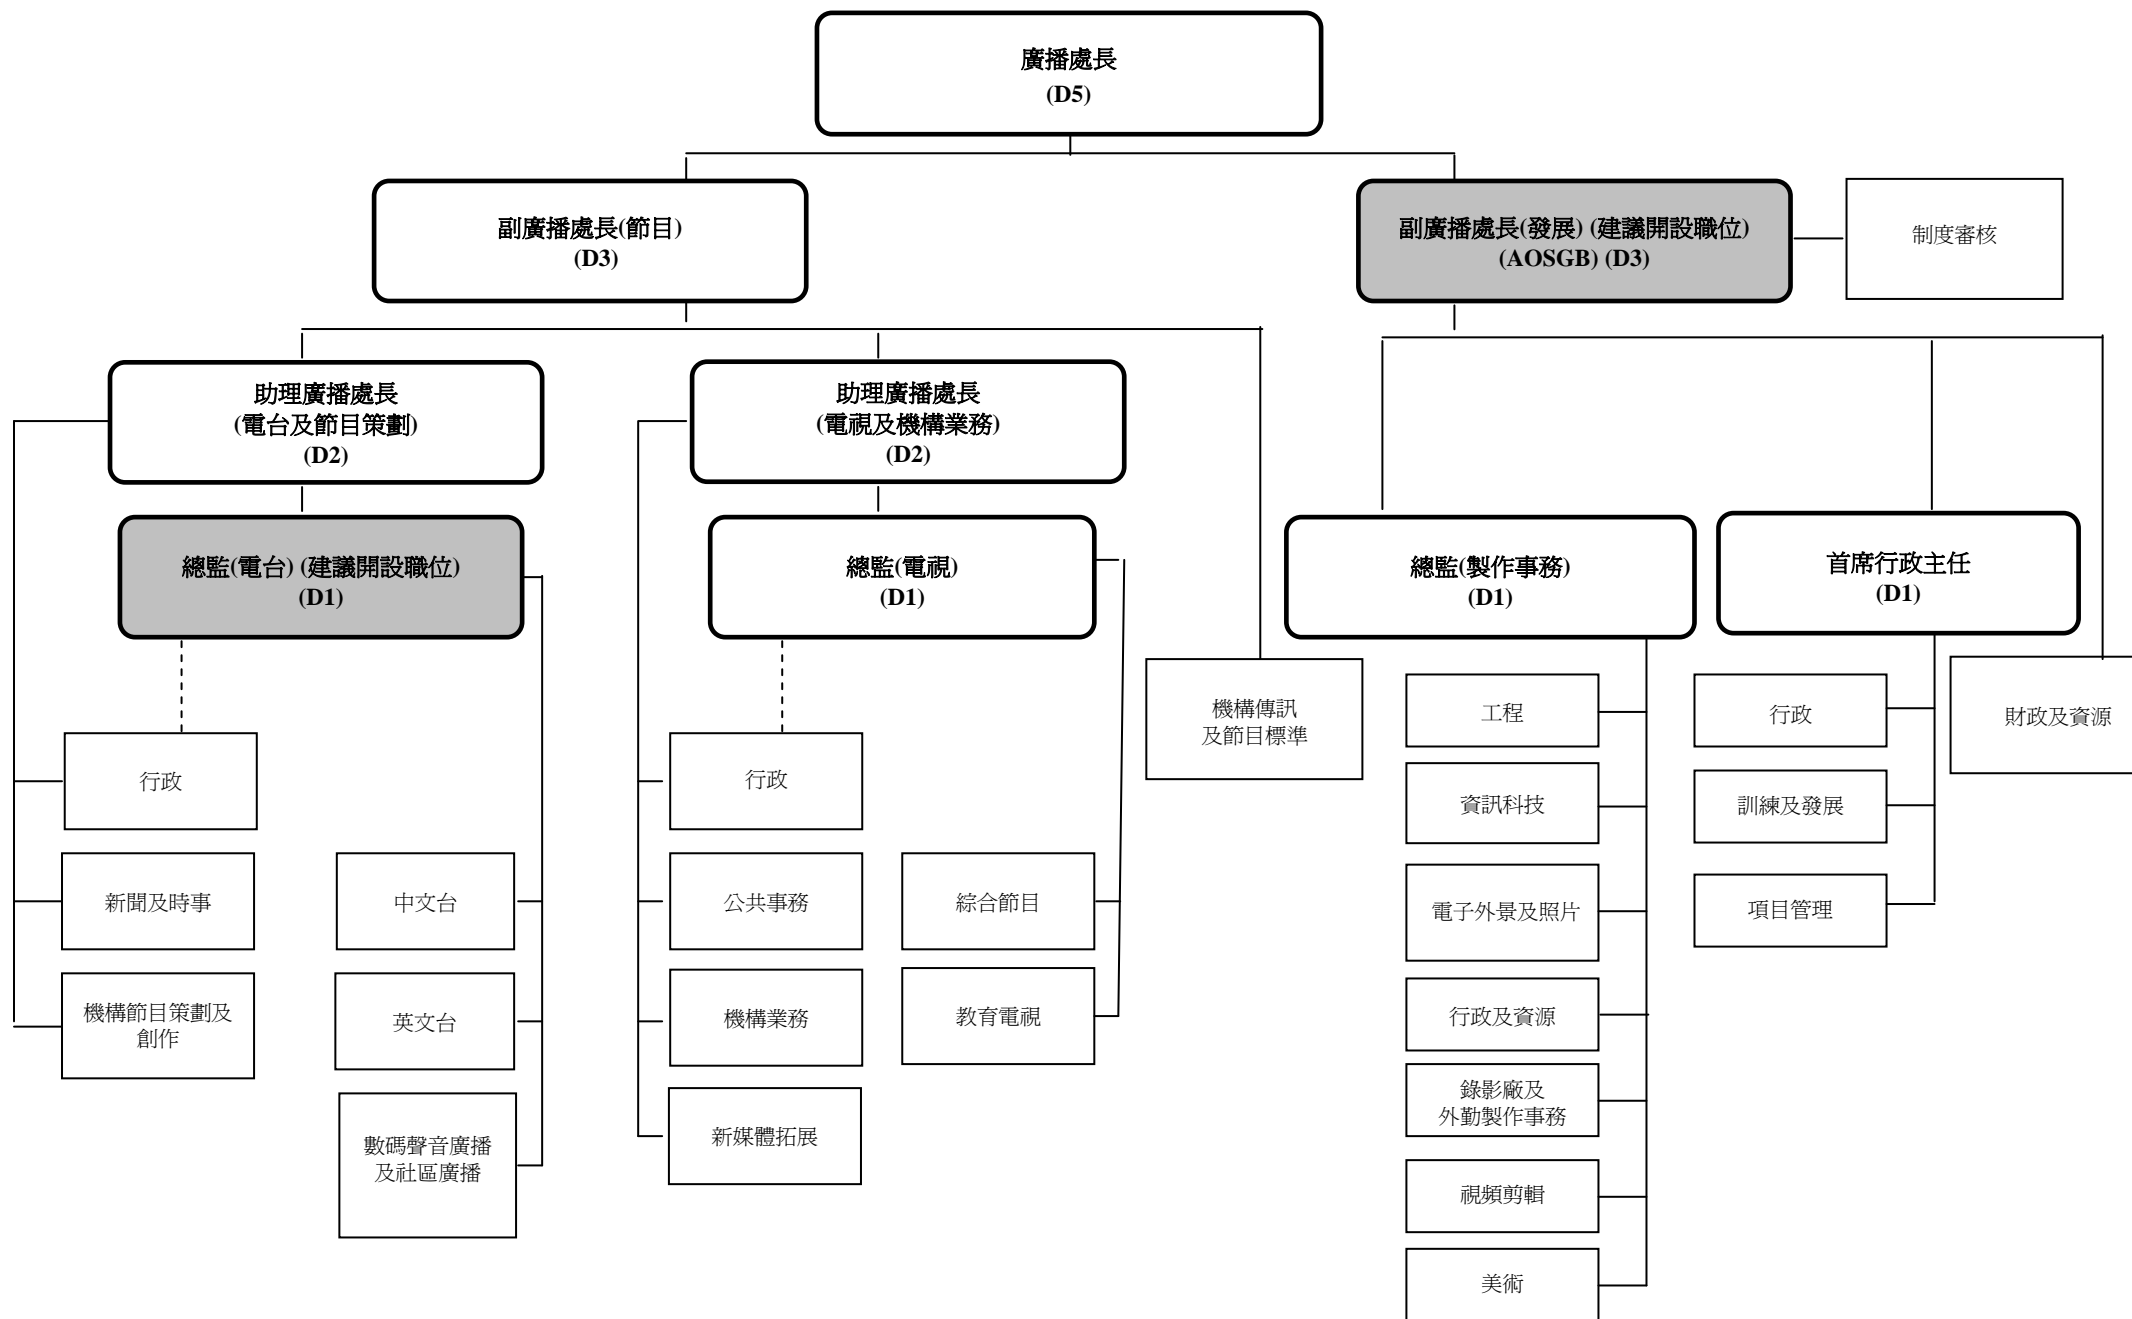 廣播處長
(D5)
副廣播處長(節目)
(D3)
副廣播處長(發展) (建議開設職位)
(AOSGB) (D3)
制度審核
助理廣播處長
(電台及節目策劃)
(D2)
助理廣播處長
(電視及機構業務)
(D2)
總監(電台) (建議開設職位)
(D1)
總監(電視)
(D1)
總監(製作事務)
(D1)
首席行政主任
(D1)
行政
新聞及時事
機構節目策劃及
創作
中文台
英文台
數碼聲音廣播
及社區廣播
行政
公共事務
機構業務
新媒體拓展
綜合節目
教育電視
機構傳訊
及節目標準
工程
資訊科技
電子外景及照片
行政及資源
錄影廠及
外勤製作事務
視頻剪輯
美術
行政
訓練及發展
項目管理
財政及資源